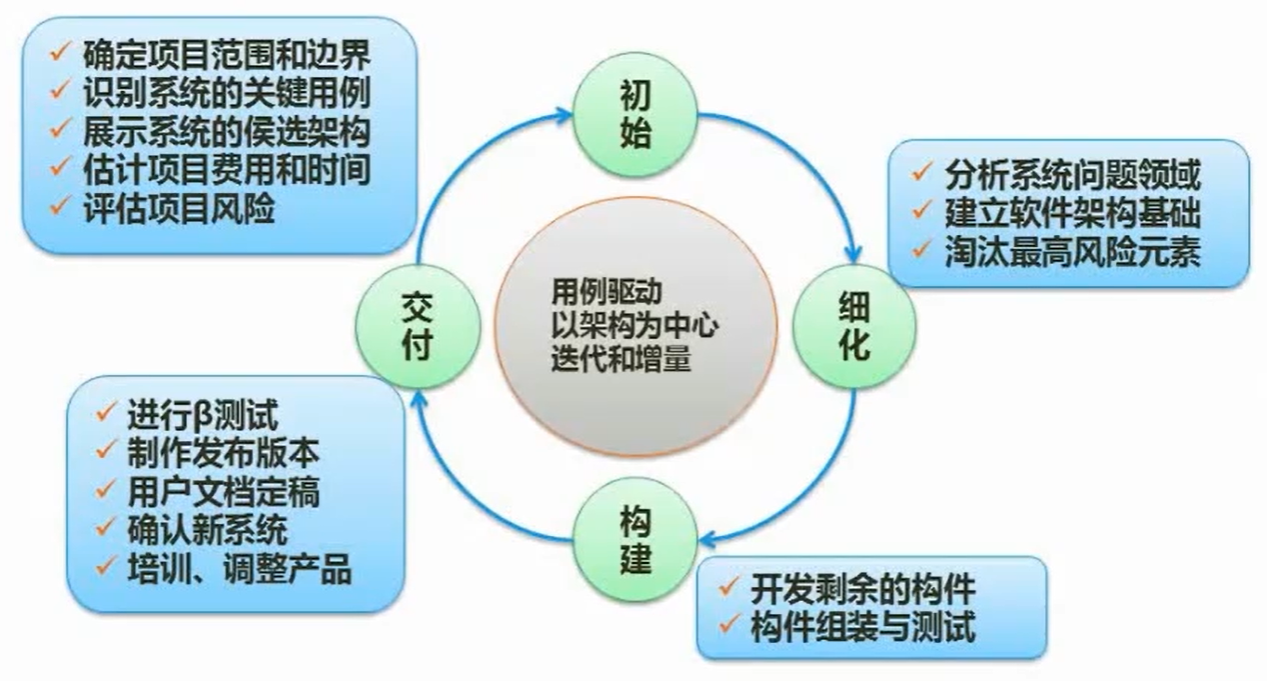 确定项目范围和边界
识别系统的关键用例
展示系统的侯选架构
估计项目费用和时间
评估项目风险
初
始
分析系统问题领域
建立软件架构基础
淘汰最高风险元素
用例驱动
以架构为中心
迭代和增量
交
付
细
化
进行β测试
制作发布版本
用户文档定稿
确认新系统
培训、调整产品
构
建
开发剩余的构件
构件组装与测试